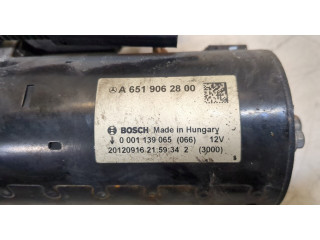 A 651 906 28 00
BOSCH Made in Hungary
0 001 139 065 (066) 12V
20120916 21:59:34 2 (3000)